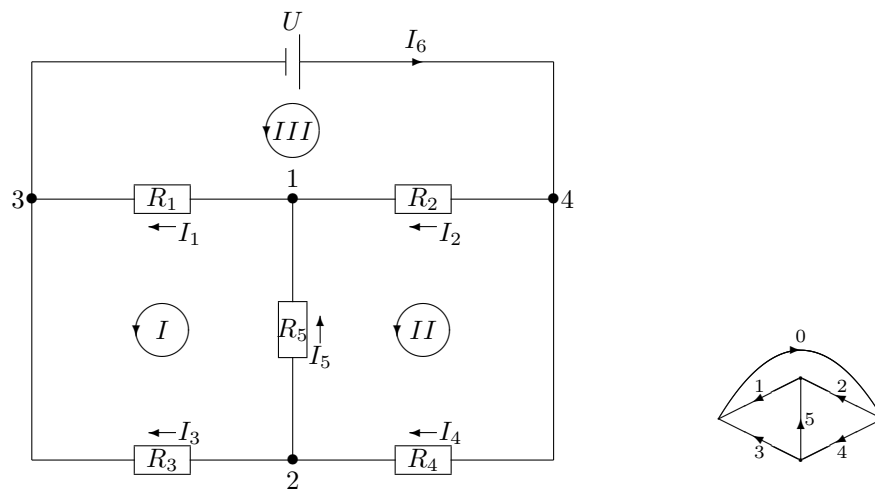 U
I₆
III
3 R₁ 1 R₂ 4
I₁ I₂
I II
R₅
I₅
I₃ I₄
R₃ R₄
2
0
1 2
5
3 4